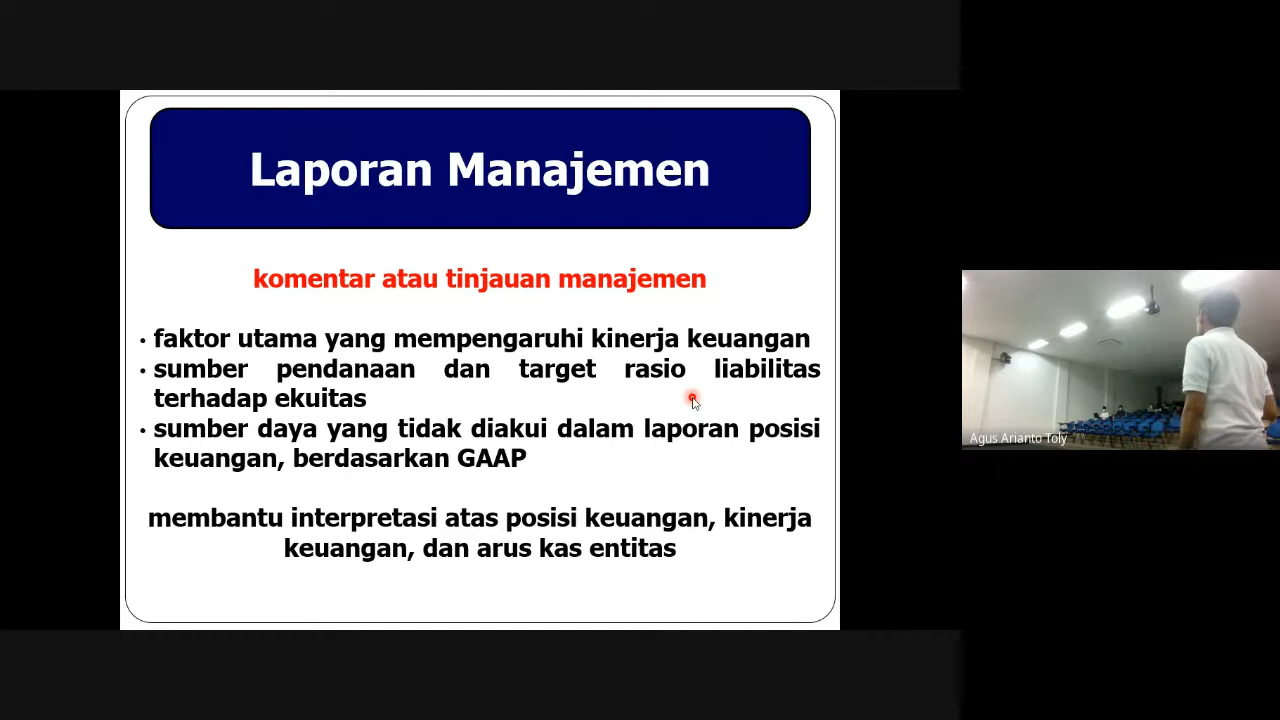 Laporan Manajemen
komentar atau tinjauan manajemen
• faktor utama yang mempengaruhi kinerja keuangan
• sumber pendanaan dan target rasio liabilitas
terhadap ekuitas
• sumber daya yang tidak diakui dalam laporan posisi
keuangan, berdasarkan GAAP
membantu interpretasi atas posisi keuangan, kinerja
keuangan, dan arus kas entitas
Agus Arianto Toly